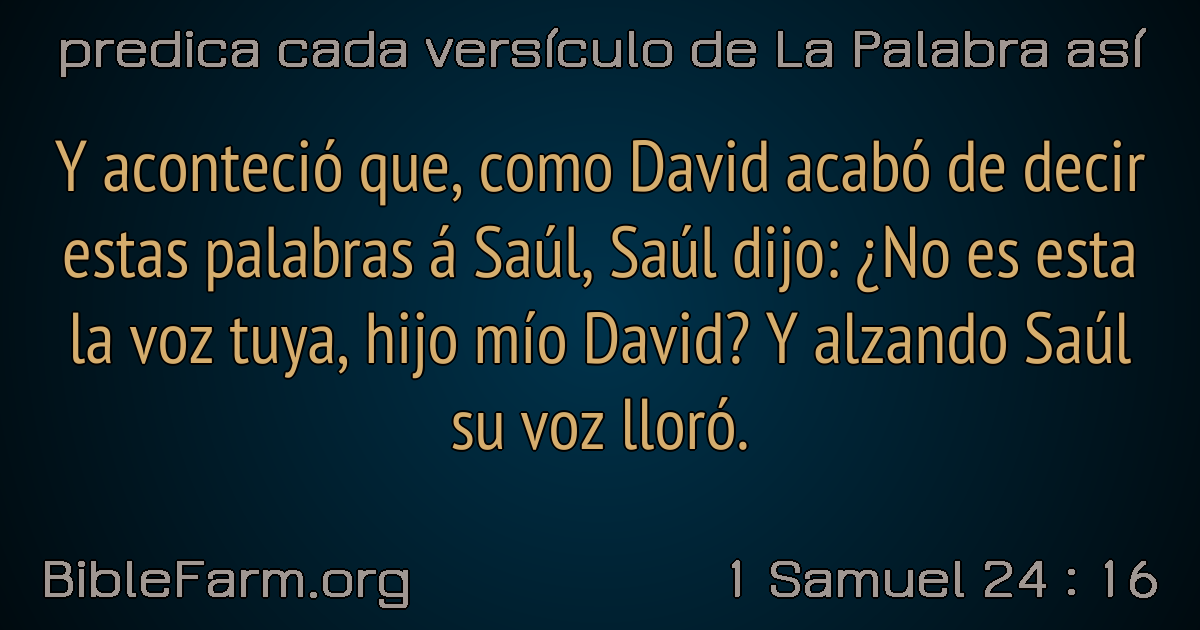 predica cada versículo de La Palabra así
Y aconteció que, como David acabó de decir
estas palabras á Saúl, Saúl dijo: ¿No es esta
la voz tuya, hijo mío David? Y alzando Saúl
su voz lloró.
BibleFarm.org
1 Samuel 24 : 16